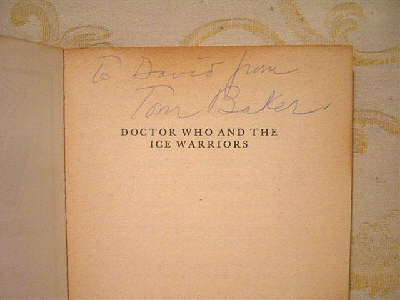 To David from
Tom Baker
DOCTOR WHO AND THE
ICE WARRIORS